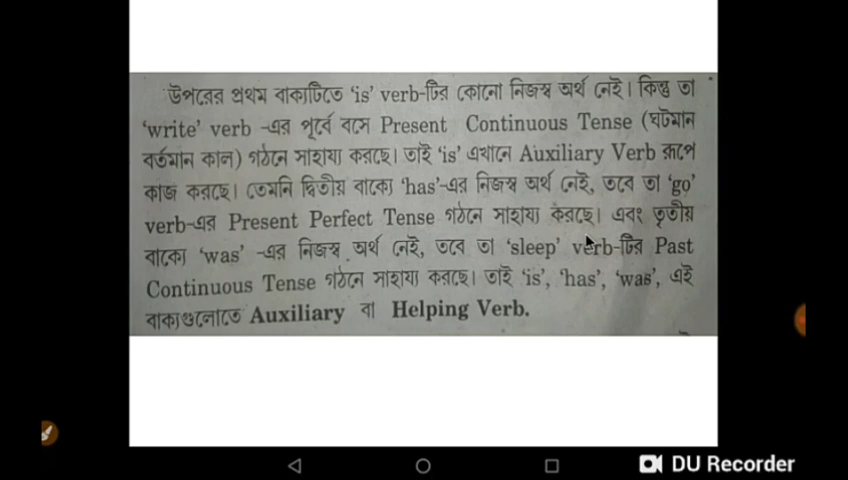 উপরের প্রথম বাক্যটিতে ‘is’ verb-টির কোনো নিজস্ব অর্থ নেই। কিন্তু তা
‘write’ verb -এর পূর্বে বসে Present Continuous Tense (ঘটমান
বর্তমান কাল) গঠনে সাহায্য করছে। তাই ‘is’ এখানে Auxiliary Verb রূপে
কাজ করছে। তেমনি দ্বিতীয় বাক্যে ‘has’-এর নিজস্ব অর্থ নেই, তবে তা ‘go’
verb-এর Present Perfect Tense গঠনে সাহায্য করছে। এবং তৃতীয়
বাক্যে ‘was’ -এর নিজস্ব অর্থ নেই, তবে তা ‘sleep’ verb-টির Past
Continuous Tense গঠনে সাহায্য করছে। তাই ‘is’, ‘has’, ‘was’, এই
বাক্যগুলোতে Auxiliary বা Helping Verb.
DU Recorder